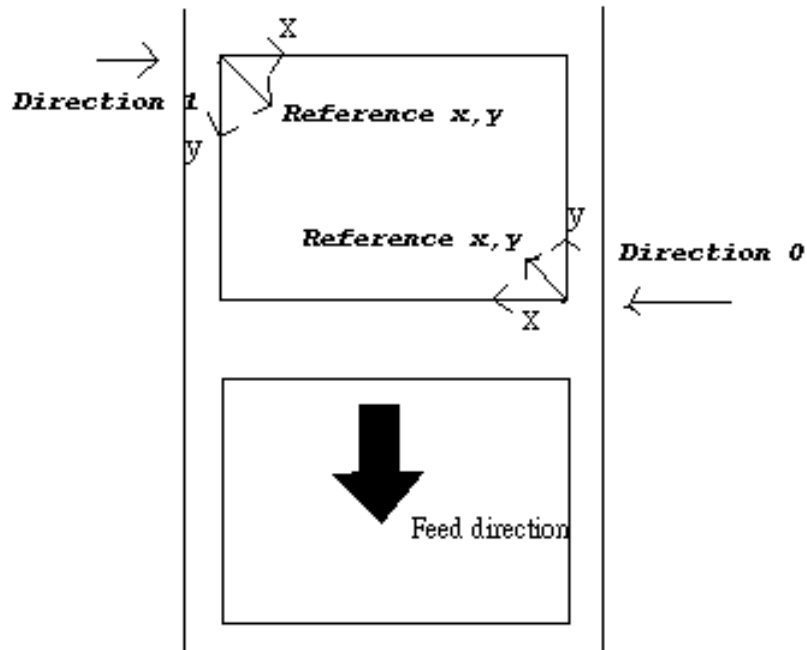 X
Direction 1
Reference x,y
y
y
Reference x,y
Direction 0
X
Feed direction